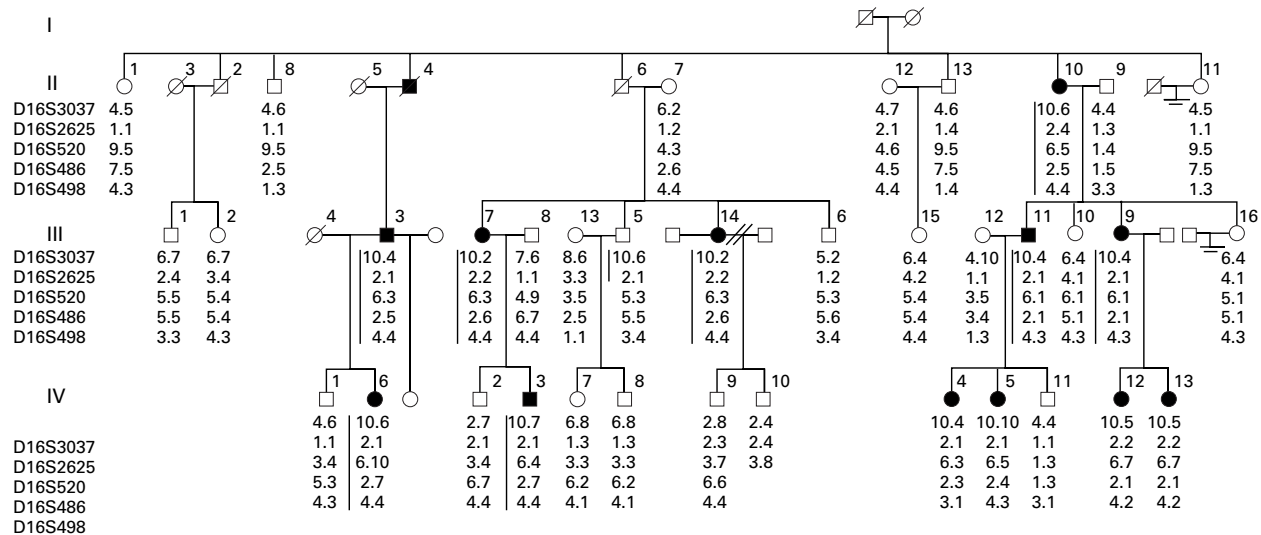 I
1 3 2 8 5 4 6 7 12 13 10 9 11
II
D16S3037 4.5 4.6 6.2 4.7 4.6 10.6 4.4 4.5
D16S2625 1.1 1.1 1.2 2.1 1.4 2.4 1.3 1.1
D16S520 9.5 9.5 4.3 4.6 9.5 6.5 1.4 9.5
D16S486 7.5 2.5 2.6 4.5 7.5 2.5 1.5 7.5
D16S498 4.3 1.3 4.4 4.4 1.4 4.4 3.3 1.3
1 2 4 3 7 8 13 5 14 6 15 12 11 10 9 16
III
D16S3037 6.7 6.7 10.4 10.2 7.6 8.6 10.6 10.2 5.2 6.4 4.10 10.4 6.4 10.4 6.4
D16S2625 2.4 3.4 2.1 2.2 1.1 3.3 2.1 2.2 1.2 4.2 1.1 2.1 4.1 2.1 4.1
D16S520 5.5 5.4 6.3 6.3 4.9 3.5 5.3 6.3 5.3 5.4 3.5 6.1 6.1 6.1 5.1
D16S486 5.5 5.4 2.5 2.6 6.7 2.5 5.5 2.6 5.6 5.4 3.4 2.1 5.1 2.1 5.1
D16S498 3.3 4.3 4.4 4.4 4.4 1.1 3.4 4.4 3.4 4.4 1.3 4.3 4.3 4.3 4.3
1 6 2 3 7 8 9 10 4 5 11 12 13
IV
4.6 10.6 2.7 10.7 6.8 6.8 2.8 2.4 10.4 10.10 4.4 10.5 10.5
D16S3037 1.1 2.1 2.1 2.1 1.3 1.3 2.3 2.4 2.1 2.1 1.1 2.2 2.2
D16S2625 3.4 6.10 3.4 6.4 3.3 3.3 3.7 3.8 6.3 6.5 1.3 6.7 6.7
D16S520 5.3 2.7 6.7 2.7 6.2 6.2 6.6 2.3 2.4 1.3 2.1 2.1
D16S486 4.3 4.4 4.4 4.4 4.1 4.1 4.4 3.1 4.3 3.1 4.2 4.2
D16S498